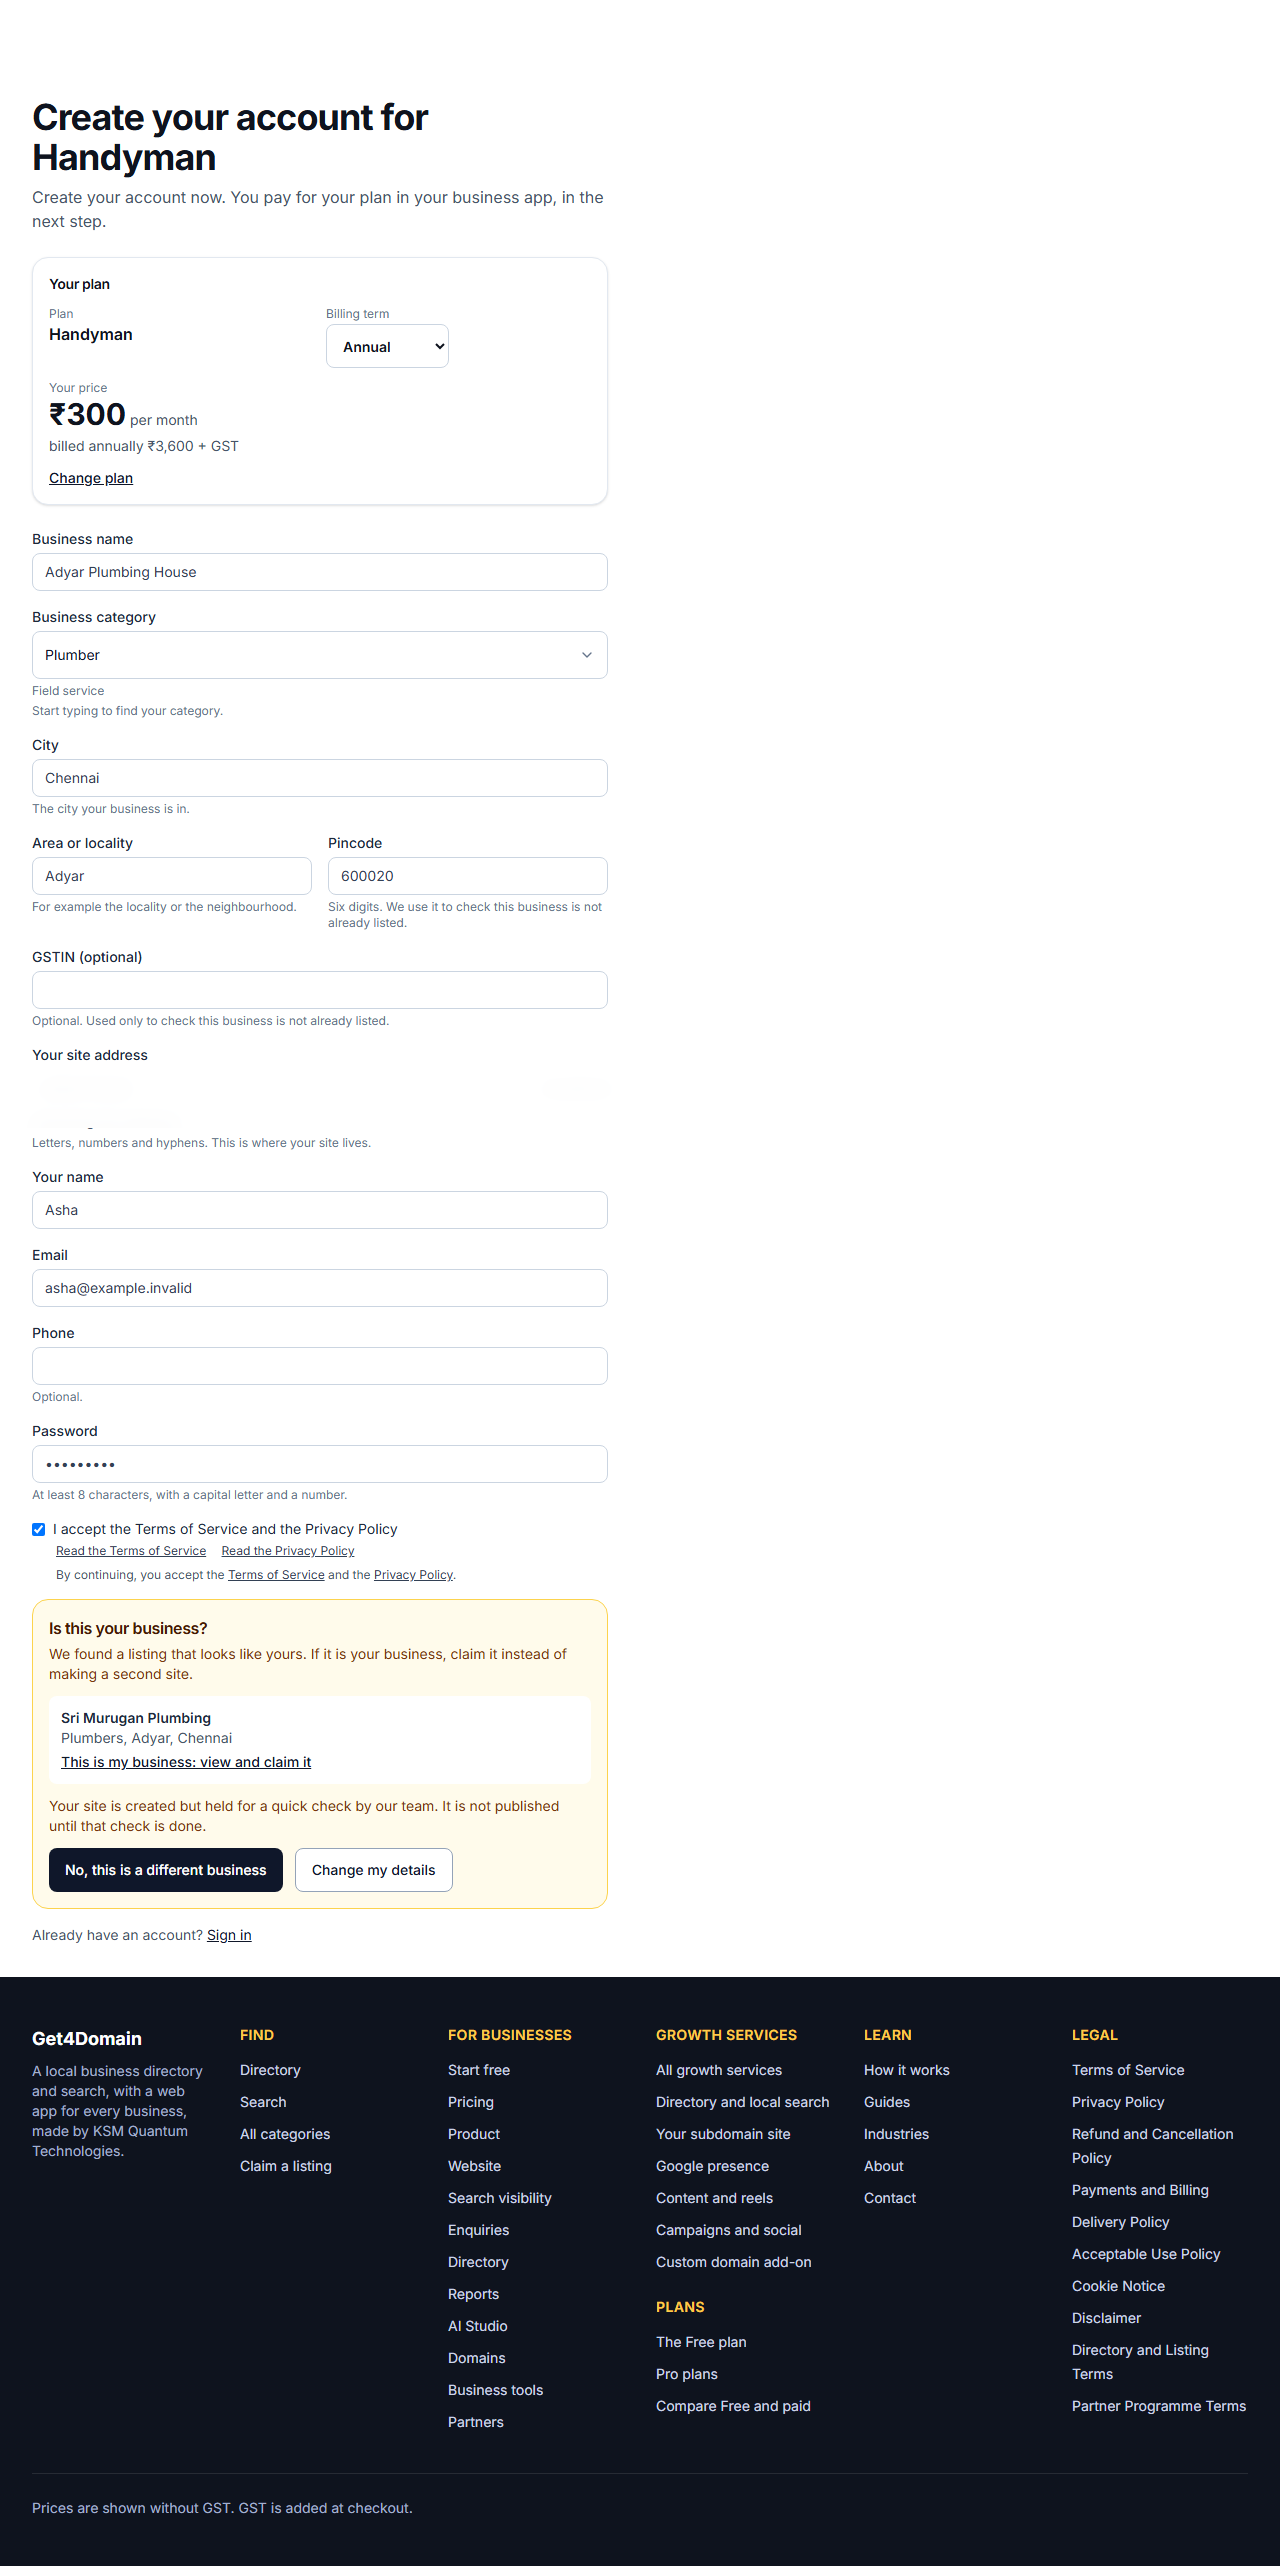 Create your account for
Handyman
Create your account now. You pay for your plan in your business app, in the
next step.
Your plan
Plan
Billing term
Handyman
Annual
Your price
₹300 per month
billed annually ₹3,600 + GST
Change plan
Business name
Adyar Plumbing House
Business category
Plumber
Field service
Start typing to find your category.
City
Chennai
The city your business is in.
Area or locality
Pincode
Adyar
600020
For example the locality or the neighbourhood.
Six digits. We use it to check this business is not
already listed.
GSTIN (optional)
Optional. Used only to check this business is not already listed.
Your site address
Letters, numbers and hyphens. This is where your site lives.
Your name
Asha
Email
asha@example.invalid
Phone
Optional.
Password
•••••••••
At least 8 characters, with a capital letter and a number.
I accept the Terms of Service and the Privacy Policy
Read the Terms of Service Read the Privacy Policy
By continuing, you accept the Terms of Service and the Privacy Policy.
Is this your business?
We found a listing that looks like yours. If it is your business, claim it instead of
making a second site.
Sri Murugan Plumbing
Plumbers, Adyar, Chennai
This is my business: view and claim it
Your site is created but held for a quick check by our team. It is not published
until that check is done.
No, this is a different business
Change my details
Already have an account? Sign in
Get4Domain
A local business directory
and search, with a web
app for every business,
made by KSM Quantum
Technologies.
FIND
Directory
Search
All categories
Claim a listing
FOR BUSINESSES
Start free
Pricing
Product
Website
Search visibility
Enquiries
Directory
Reports
AI Studio
Domains
Business tools
Partners
GROWTH SERVICES
All growth services
Directory and local search
Your subdomain site
Google presence
Content and reels
Campaigns and social
Custom domain add-on
PLANS
The Free plan
Pro plans
Compare Free and paid
LEARN
How it works
Guides
Industries
About
Contact
LEGAL
Terms of Service
Privacy Policy
Refund and Cancellation
Policy
Payments and Billing
Delivery Policy
Acceptable Use Policy
Cookie Notice
Disclaimer
Directory and Listing
Terms
Partner Programme Terms
Prices are shown without GST. GST is added at checkout.